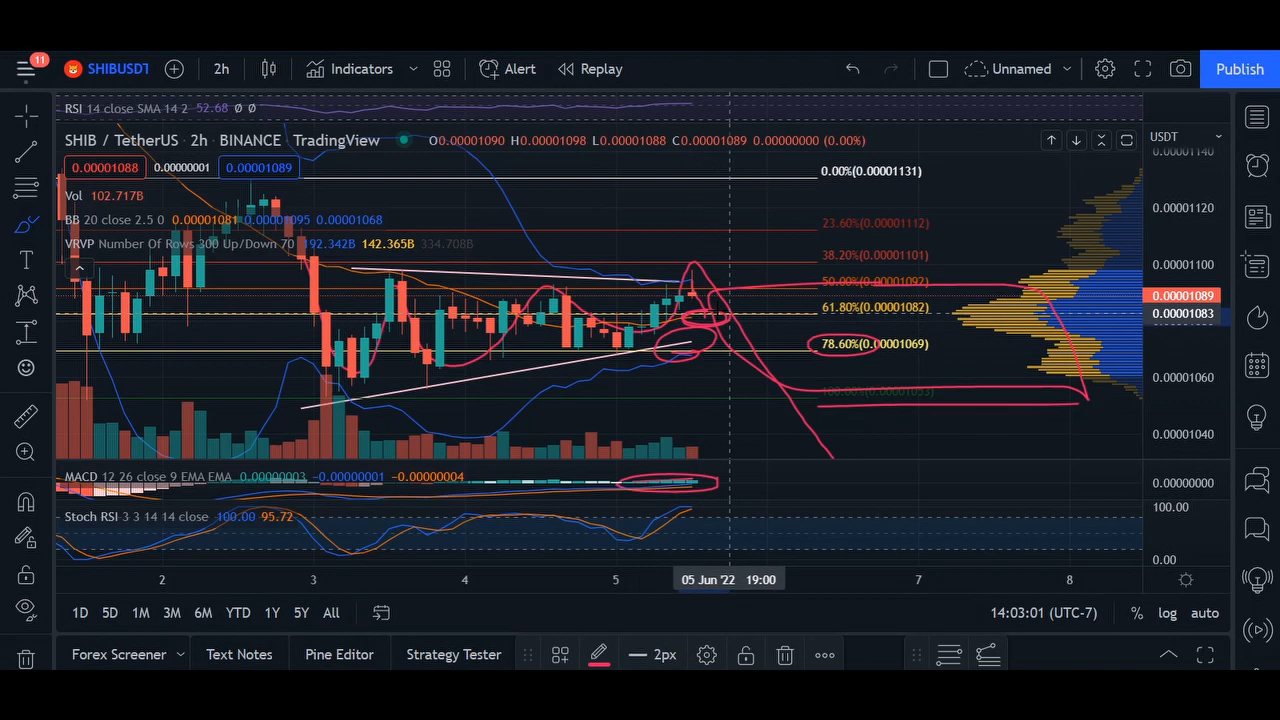 11
SHIBUSDT
2h
Indicators
Alert
Replay
Unnamed
Publish
RSI 14 close SMA 14 2 52.68 Ø Ø
SHIB / TetherUS · 2h · BINANCE TradingView
O0.00001090 H0.00001098 L0.00001088 C0.00001089 0.00000000 (0.00%)
USDT
0.00001088 0.00000001 0.00001089
Vol 102.717B
BB 20 close 2.5 0 0.00001081 0.00001095 0.00001068
VRVP Number Of Rows 300 Up/Down 70 192.342B 142.365B 334.708B
0.00%(0.00001131)
23.60%(0.00001112)
38.20%(0.00001101)
50.00%(0.00001092)
61.80%(0.00001082)
78.60%(0.00001069)
100.00%(0.00001053)
0.00001140
0.00001120
0.00001100
0.00001089
0.00001083
0.00001060
0.00001040
MACD 12 26 close 9 EMA EMA 0.00000003 −0.00000001 −0.00000004
0.00000000
Stoch RSI 3 3 14 14 close 100.00 95.72
100.00
0.00
2 3 4 5 05 Jun '22 19:00 7 8
1D 5D 1M 3M 6M YTD 1Y 5Y All
14:03:01 (UTC-7) % log auto
Forex Screener Text Notes Pine Editor Strategy Tester
2px